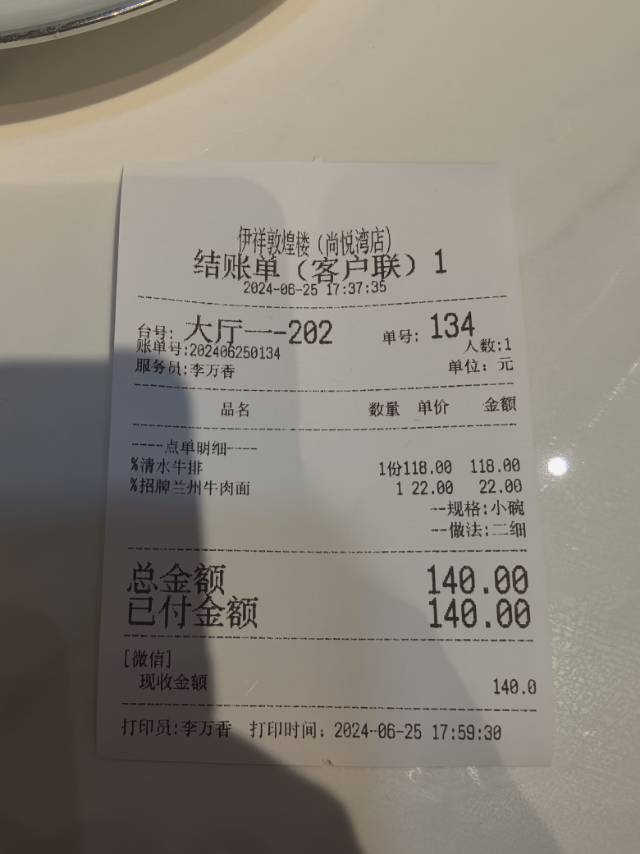 伊祥敦煌楼(尚悦湾店)
结账单(客户联)1
2024-06-25 17:37:35
台号: 大厅一-202 单号: 134
账单号:202406250134 人数:1
服务员:李万香 单位: 元
品名 数量 单价 金额
----点单明细----
%清水牛排 1份118.00 118.00
%招牌兰州牛肉面 1 22.00 22.00
--规格:小碗
--做法:二细
总金额 140.00
已付金额 140.00
[微信]
现收金额 140.0
打印员:李万香 打印时间: 2024-06-25 17:59:30